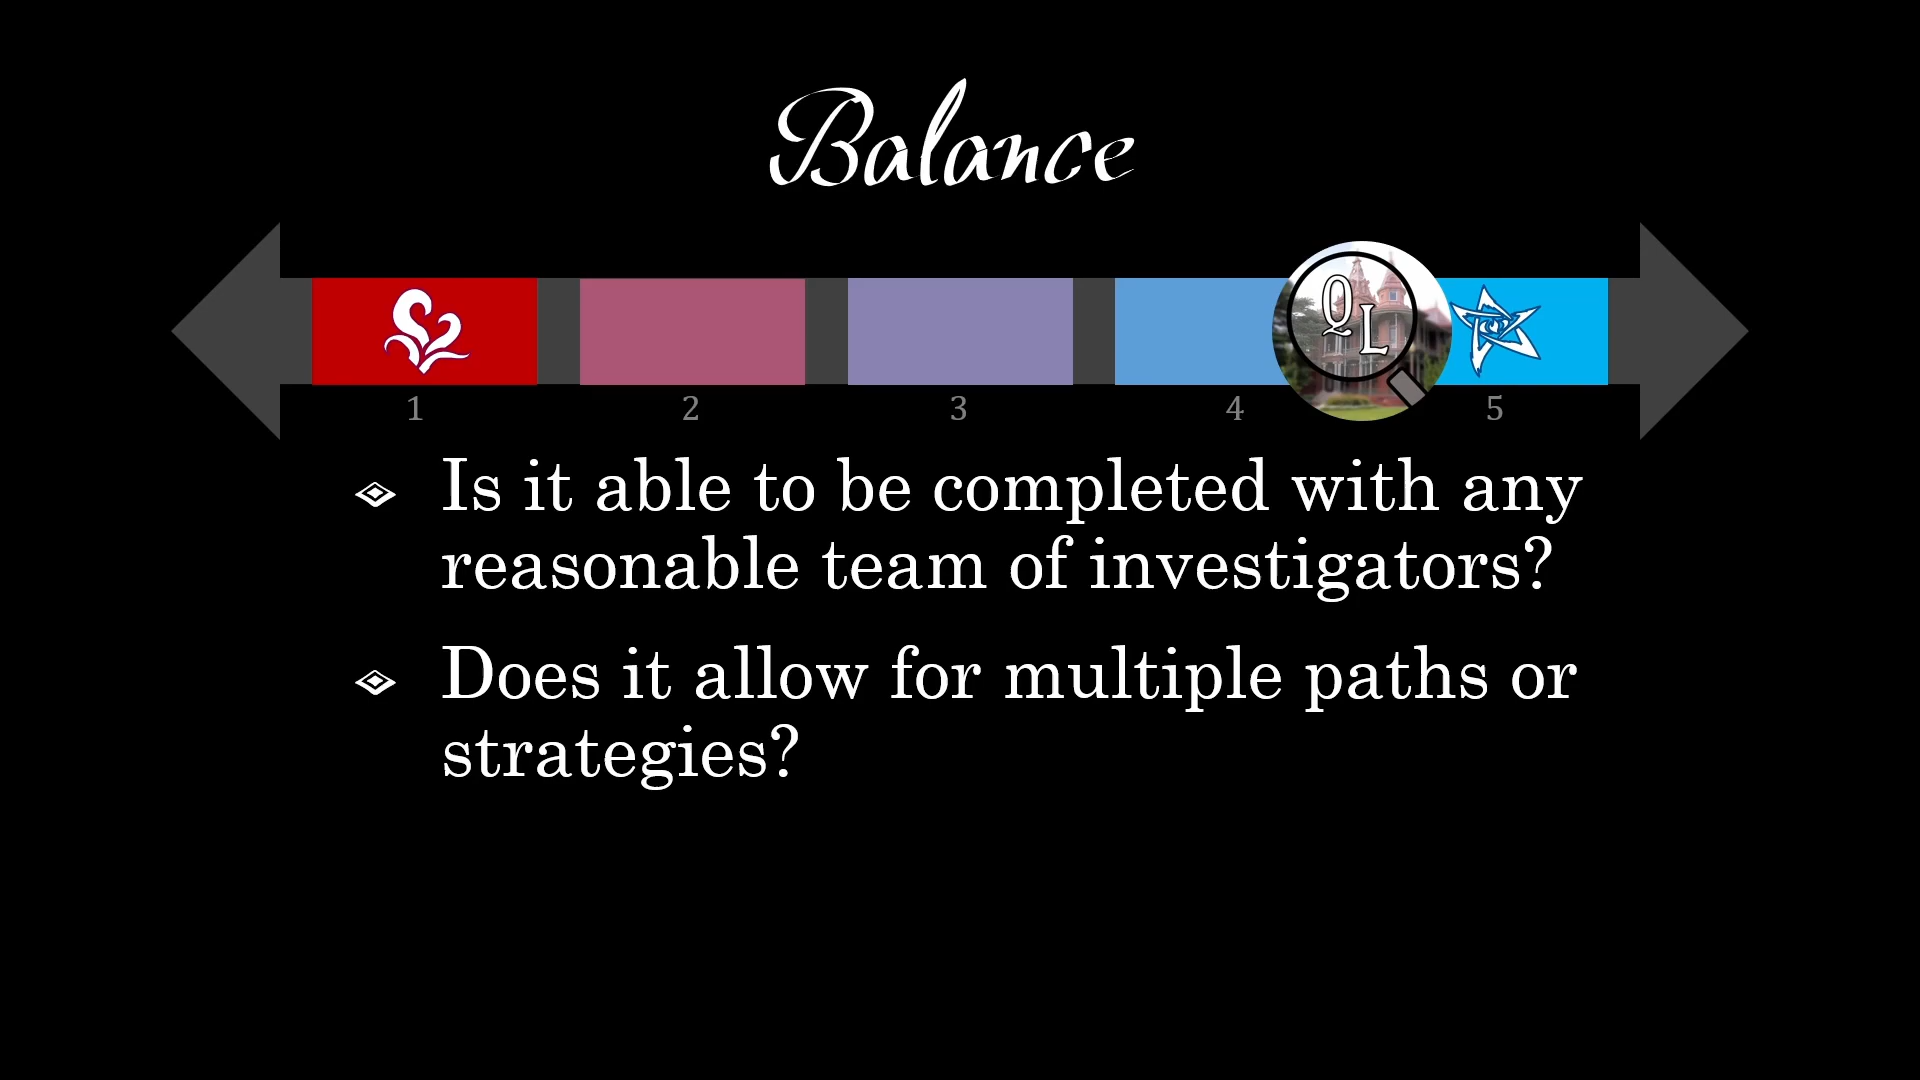 Balance
QL
1 2 3 4 5
Is it able to be completed with any
reasonable team of investigators?
Does it allow for multiple paths or
strategies?